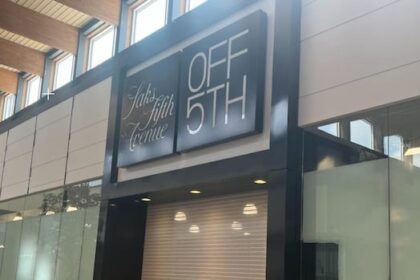 Saks
Fifth
Avenue
OFF
5TH